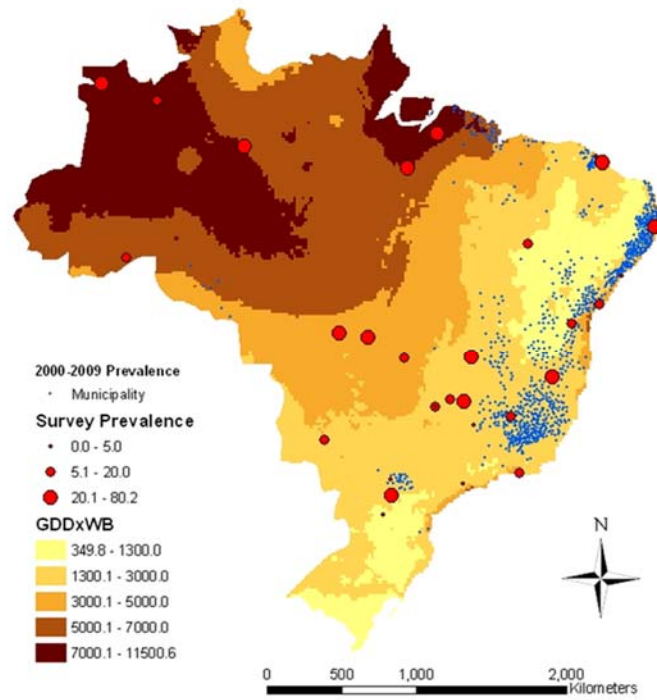 2000-2009 Prevalence
Municipality
Survey Prevalence
0.0 - 5.0
5.1 - 20.0
20.1 - 80.2
GDDxWB
349.8 - 1300.0
1300.1 - 3000.0
3000.1 - 5000.0
5000.1 - 7000.0
7000.1 - 11500.6
N
0 500 1,000 2,000
Kilometers